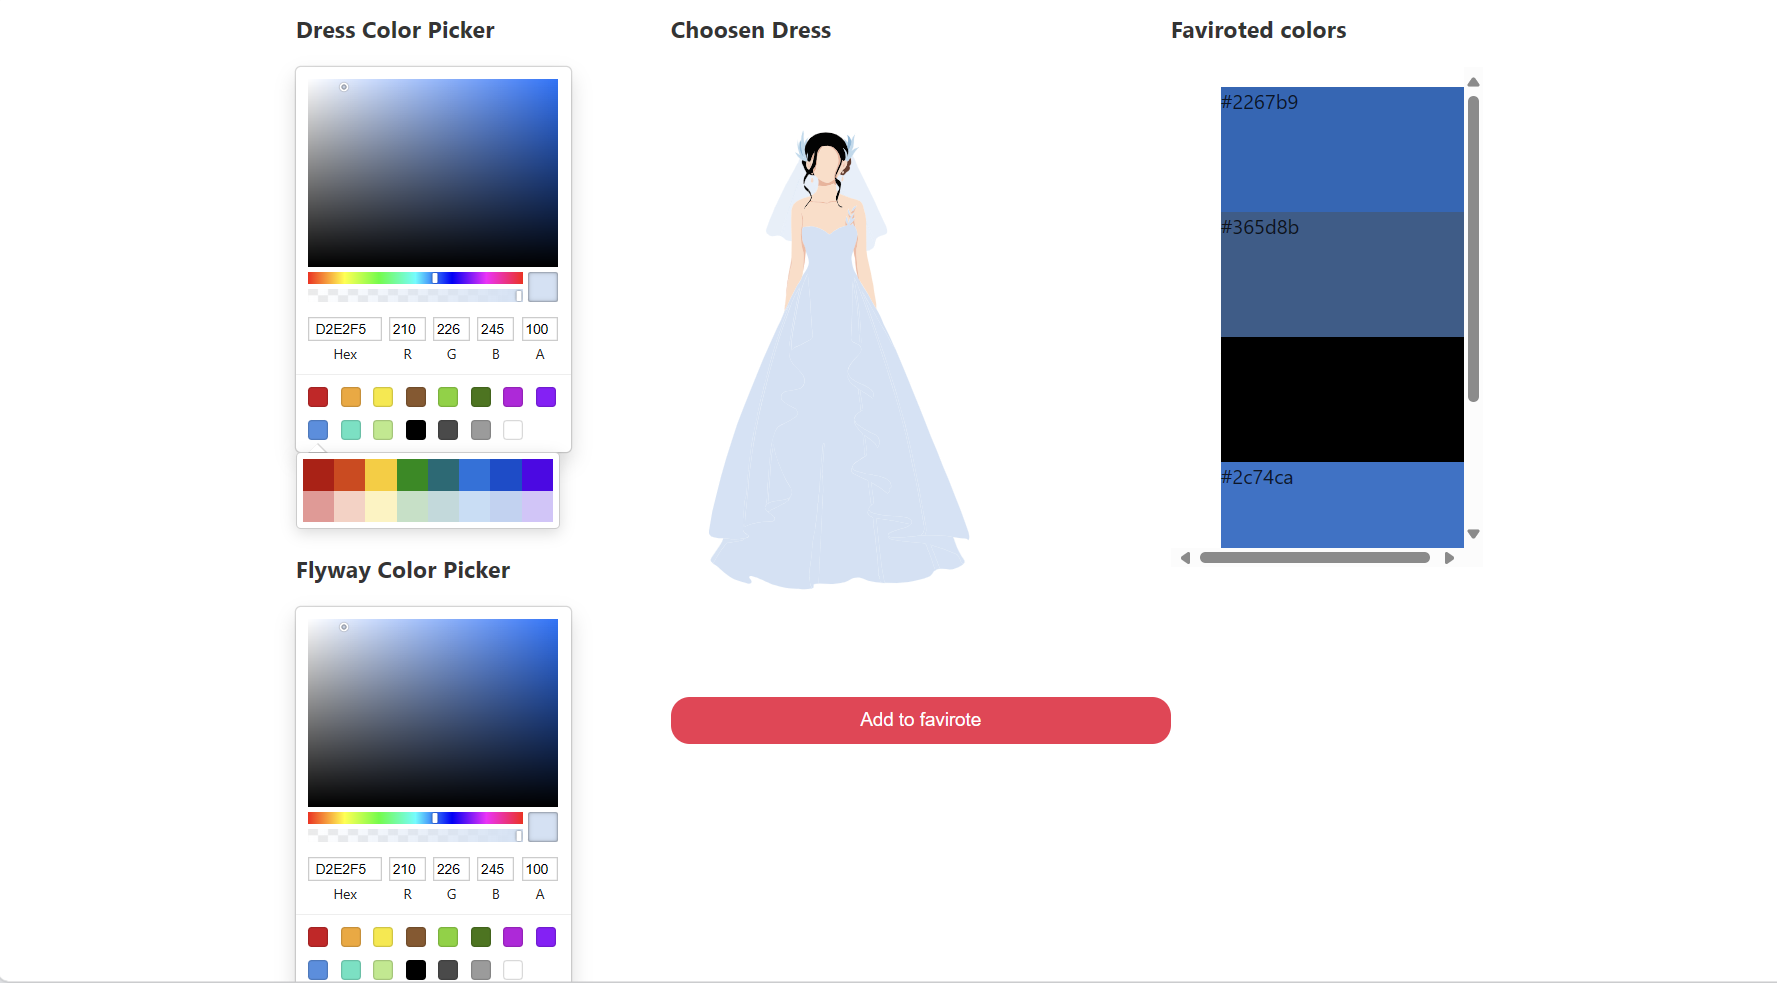 Dress Color Picker
D2E2F5 210 226 245 100
Hex R G B A
Flyway Color Picker
D2E2F5 210 226 245 100
Hex R G B A
Choosen Dress
Add to favirote
Faviroted colors
#2267b9
#365d8b
#2c74ca